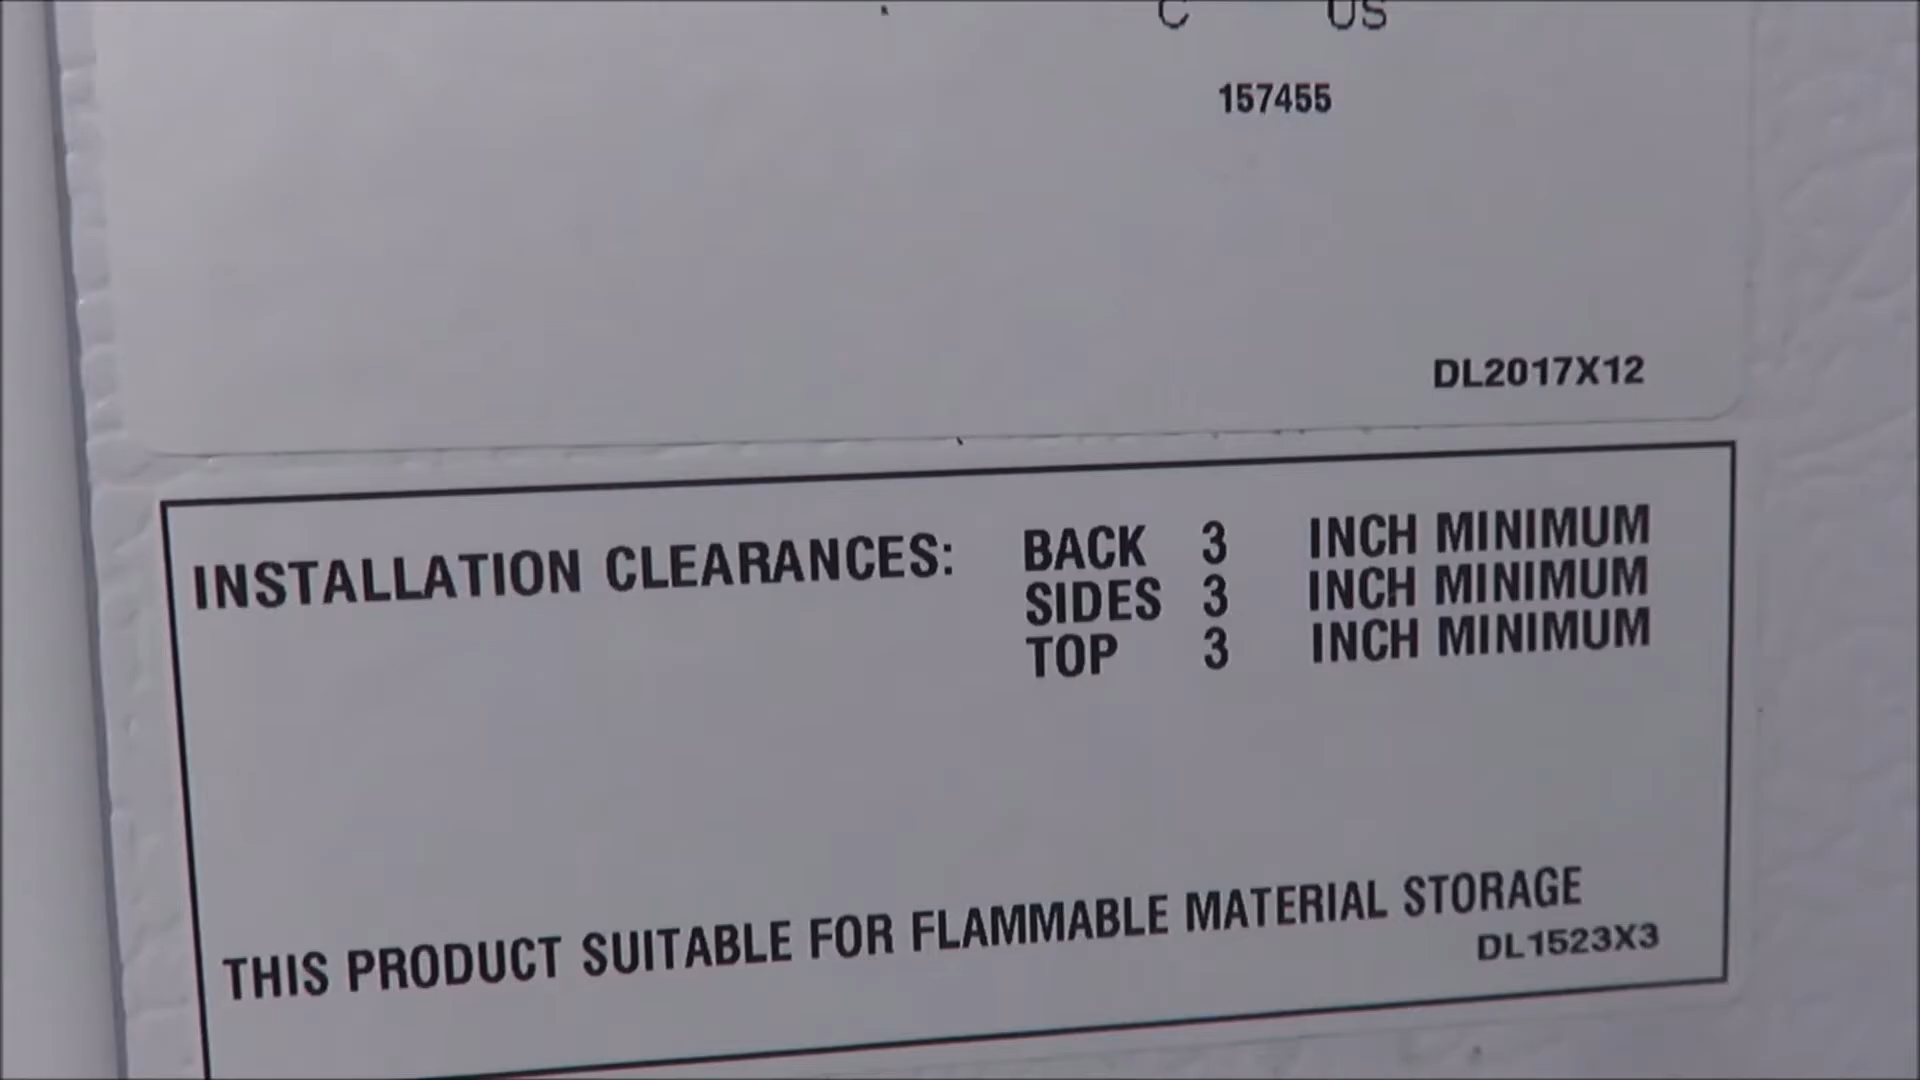 C US
157455
DL2017X12
INSTALLATION CLEARANCES: BACK 3 INCH MINIMUM
SIDES 3 INCH MINIMUM
TOP 3 INCH MINIMUM
THIS PRODUCT SUITABLE FOR FLAMMABLE MATERIAL STORAGE
DL1523X3